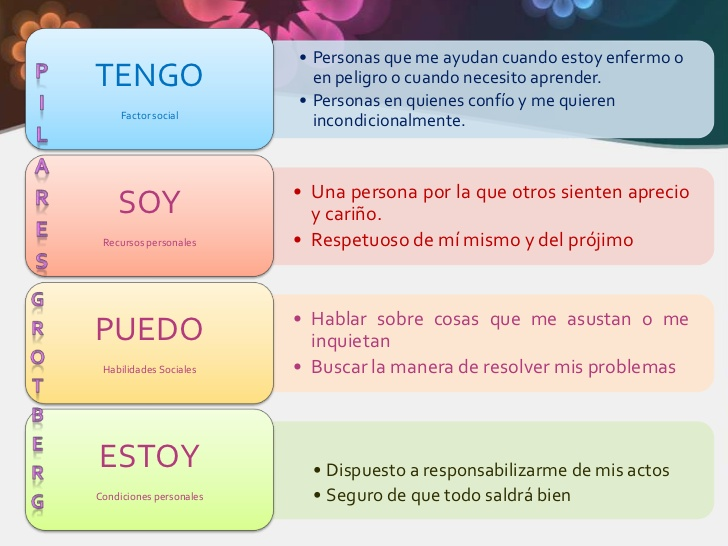 PILARES GROTBERG
TENGO
Factor social
• Personas que me ayudan cuando estoy enfermo o
en peligro o cuando necesito aprender.
• Personas en quienes confío y me quieren
incondicionalmente.
SOY
Recursos personales
• Una persona por la que otros sienten aprecio
y cariño.
• Respetuoso de mí mismo y del prójimo
PUEDO
Habilidades Sociales
• Hablar sobre cosas que me asustan o me
inquietan
• Buscar la manera de resolver mis problemas
ESTOY
Condiciones personales
• Dispuesto a responsabilizarme de mis actos
• Seguro de que todo saldrá bien